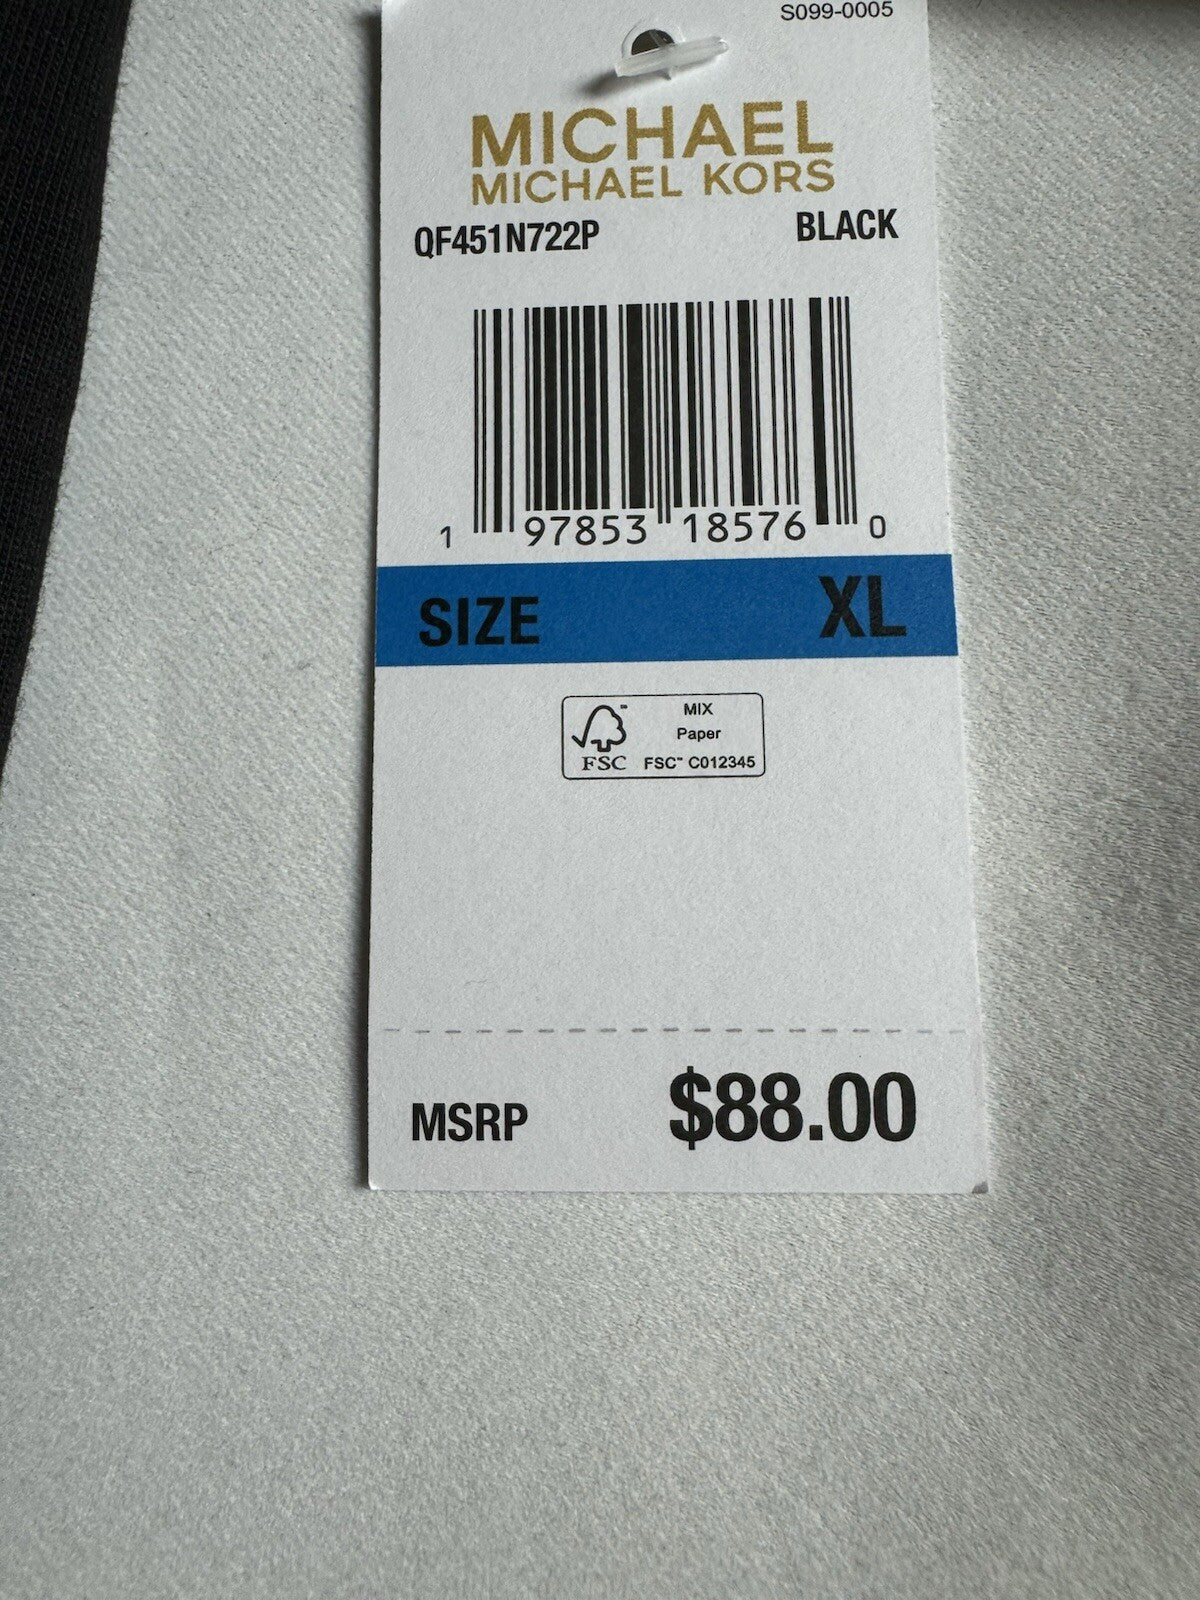 S099-0005
MICHAEL
MICHAEL KORS
QF451N722P BLACK
1 97853 18576 0
SIZE XL
MIX
Paper
FSC™ C012345
FSC
MSRP $88.00